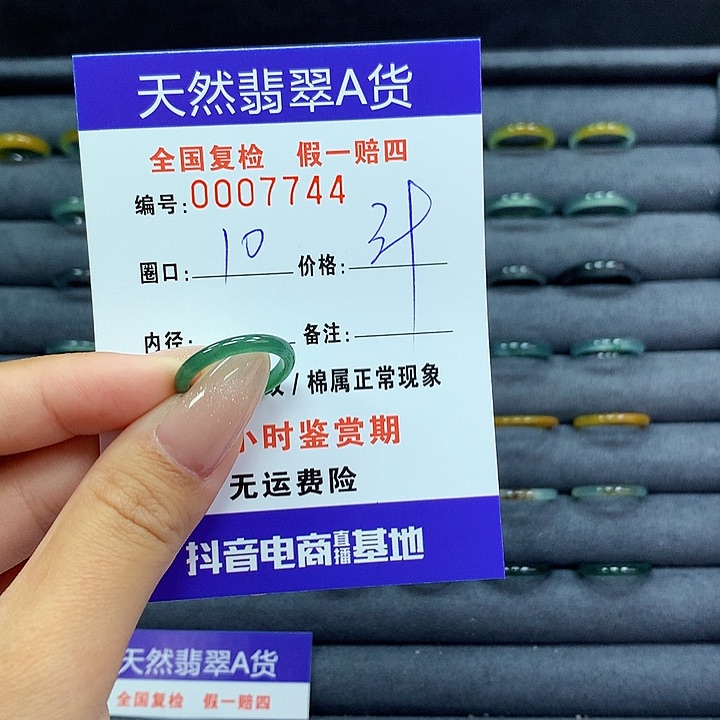 天然翡翠A货
全国复检 假一赔四
编号:0007744
圈口:10 价格:
内径: 备注:
/棉属正常现象
小时鉴赏期
无运费险
抖音电商直播基地
天然翡翠A货
全国复检 假一赔四